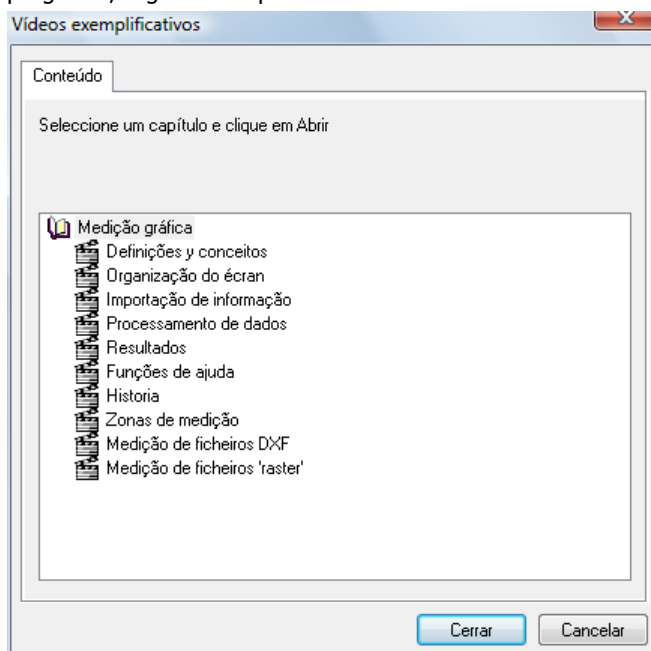 Vídeos exemplificativos
Conteúdo
Seleccione um capítulo e clique em Abrir
Medição gráfica
Definições y conceitos
Organização do écran
Importação de informação
Processamento de dados
Resultados
Funções de ajuda
Historia
Zonas de medição
Medição de ficheiros DXF
Medição de ficheiros 'raster'
Cerrar Cancelar